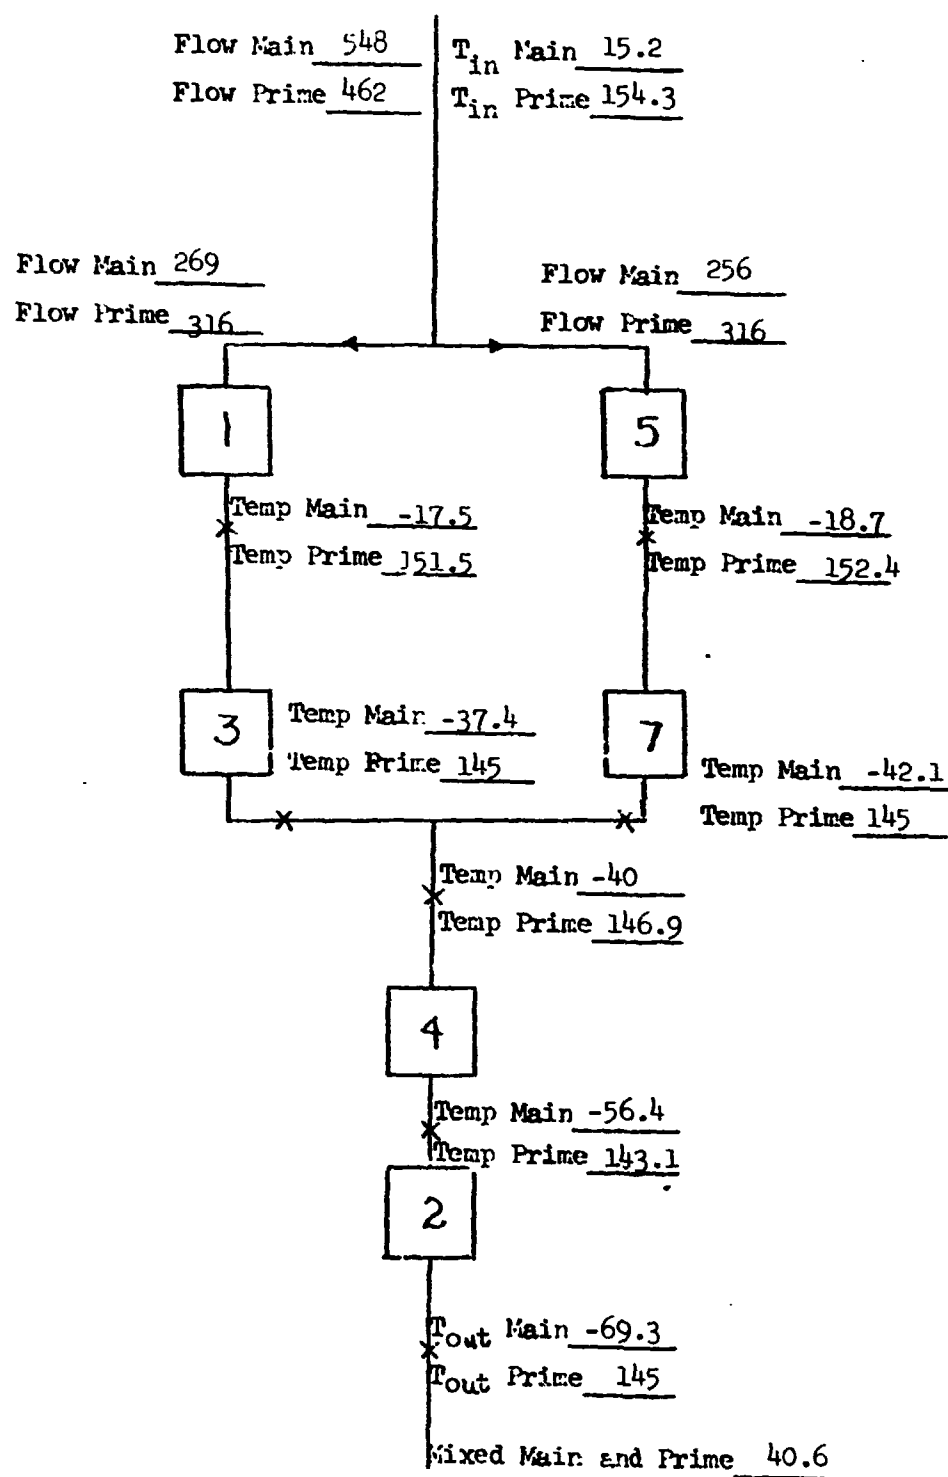 Flow Main 548
T_in Main 15.2
Flow Prime 462
T_in Prime 154.3
Flow Main 269
Flow Main 256
Flow Prime 316
Flow Prime 316
1
5
Temp Main -17.5
Temp Main -18.7
Temp Prime 151.5
Temp Prime 152.4
3
Temp Main -37.4
7
Temp Prime 145
Temp Main -42.1
Temp Prime 145
Temp Main -40
Temp Prime 146.9
4
Temp Main -56.4
Temp Prime 143.1
2
T_out Main -69.3
T_out Prime 145
Mixed Main and Prime 40.6